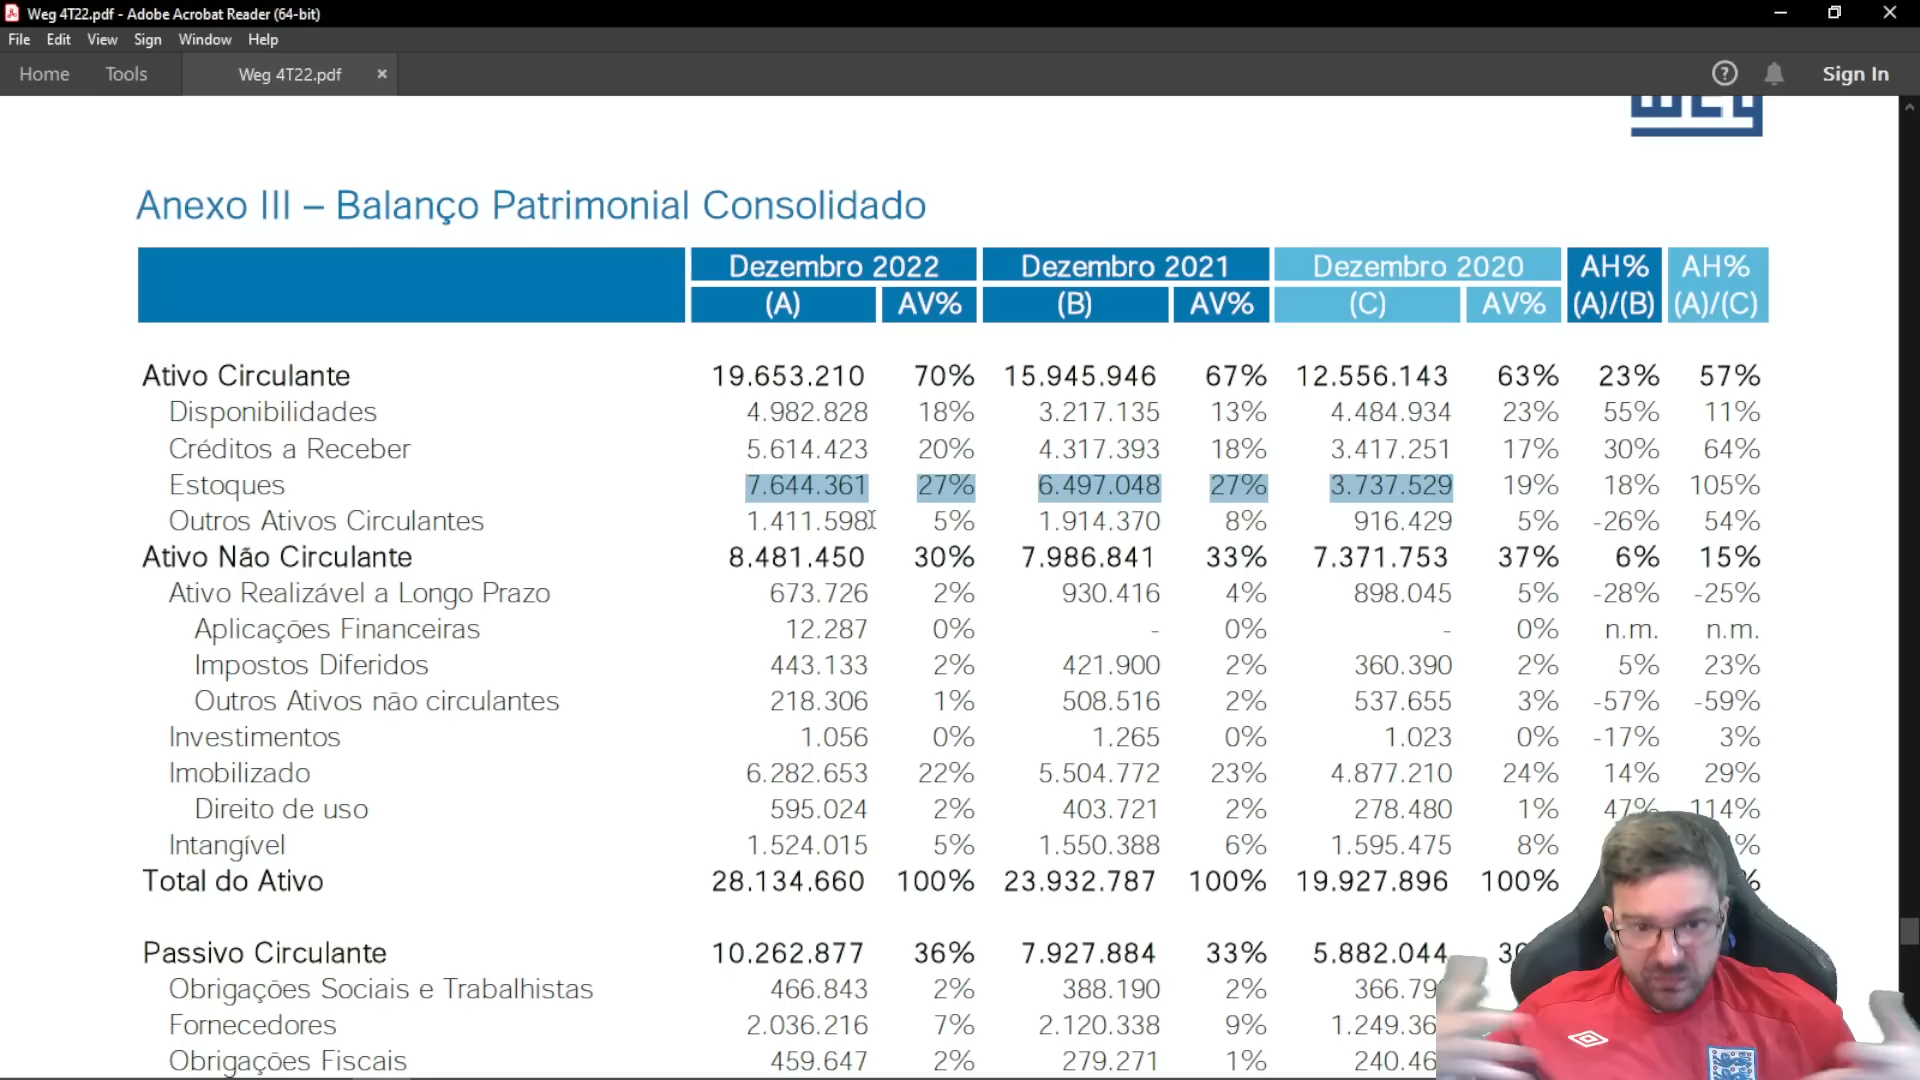 Weg 4T22.pdf - Adobe Acrobat Reader (64-bit)
File Edit View Sign Window Help
Home Tools Weg 4T22.pdf × Sign In
Anexo III – Balanço Patrimonial Consolidado
Dezembro 2022 Dezembro 2021 Dezembro 2020 AH% AH%
(A) AV% (B) AV% (C) AV% (A)/(B) (A)/(C)
Ativo Circulante 19.653.210 70% 15.945.946 67% 12.556.143 63% 23% 57%
Disponibilidades 4.982.828 18% 3.217.135 13% 4.484.934 23% 55% 11%
Créditos a Receber 5.614.423 20% 4.317.393 18% 3.417.251 17% 30% 64%
Estoques 7.644.361 27% 6.497.048 27% 3.737.529 19% 18% 105%
Outros Ativos Circulantes 1.411.598 5% 1.914.370 8% 916.429 5% -26% 54%
Ativo Não Circulante 8.481.450 30% 7.986.841 33% 7.371.753 37% 6% 15%
Ativo Realizável a Longo Prazo 673.726 2% 930.416 4% 898.045 5% -28% -25%
Aplicações Financeiras 12.287 0% - 0% - 0% n.m. n.m.
Impostos Diferidos 443.133 2% 421.900 2% 360.390 2% 5% 23%
Outros Ativos não circulantes 218.306 1% 508.516 2% 537.655 3% -57% -59%
Investimentos 1.056 0% 1.265 0% 1.023 0% -17% 3%
Imobilizado 6.282.653 22% 5.504.772 23% 4.877.210 24% 14% 29%
Direito de uso 595.024 2% 403.721 2% 278.480 1% 47% 114%
Intangível 1.524.015 5% 1.550.388 6% 1.595.475 8%
Total do Ativo 28.134.660 100% 23.932.787 100% 19.927.896 100%
Passivo Circulante 10.262.877 36% 7.927.884 33% 5.882.044
Obrigações Sociais e Trabalhistas 466.843 2% 388.190 2%
Fornecedores 2.036.216 7% 2.120.338 9%
Obrigações Fiscais 459.647 2% 279.271 1%